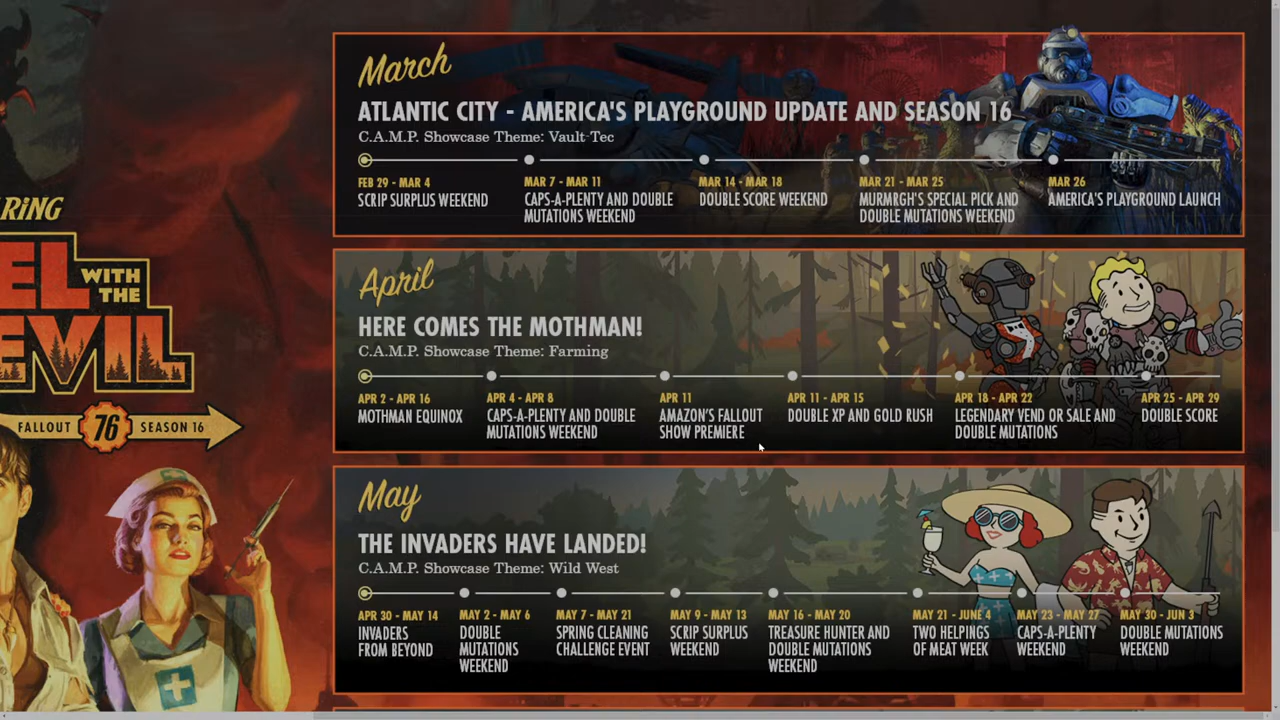 RiNG
EL WITH
THE
EVIL
FALLOUT 76 SEASON 16
March
ATLANTIC CITY - AMERICA'S PLAYGROUND UPDATE AND SEASON 16
C.A.M.P. Showcase Theme: Vault-Tec
FEB 29 - MAR 4
SCRIP SURPLUS WEEKEND
MAR 7 - MAR 11
CAPS-A-PLENTY AND DOUBLE
MUTATIONS WEEKEND
MAR 14 - MAR 18
DOUBLE SCORE WEEKEND
MAR 21 - MAR 25
MURMRGH'S SPECIAL PICK AND
DOUBLE MUTATIONS WEEKEND
MAR 26
AMERICA'S PLAYGROUND LAUNCH
April
HERE COMES THE MOTHMAN!
C.A.M.P. Showcase Theme: Farming
APR 2 - APR 16
MOTHMAN EQUINOX
APR 4 - APR 8
CAPS-A-PLENTY AND DOUBLE
MUTATIONS WEEKEND
APR 11
AMAZON'S FALLOUT
SHOW PREMIERE
APR 11 - APR 15
DOUBLE XP AND GOLD RUSH
APR 18 - APR 22
LEGENDARY VEND OR SALE AND
DOUBLE MUTATIONS
APR 25 - APR 29
DOUBLE SCORE
May
THE INVADERS HAVE LANDED!
C.A.M.P. Showcase Theme: Wild West
APR 30 - MAY 14
INVADERS
FROM BEYOND
MAY 2 - MAY 6
DOUBLE
MUTATIONS
WEEKEND
MAY 7 - MAY 21
SPRING CLEANING
CHALLENGE EVENT
MAY 9 - MAY 13
SCRIP SURPLUS
WEEKEND
MAY 16 - MAY 20
TREASURE HUNTER AND
DOUBLE MUTATIONS
WEEKEND
MAY 21 - JUNE 4
TWO HELPINGS
OF MEAT WEEK
MAY 23 - MAY 27
CAPS-A-PLENTY
WEEKEND
MAY 30 - JUN 3
DOUBLE MUTATIONS
WEEKEND